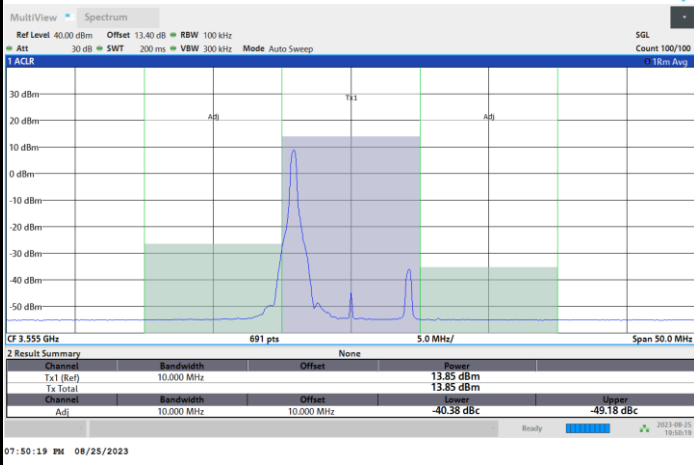 MultiView Spectrum
Ref Level 40.00 dBm Offset 13.40 dB RBW 100 kHz SGL
Att 30 dB SWT 200 ms VBW 300 kHz Mode Auto Sweep Count 100/100
1 ACLR 1Rm Avg
30 dBm
Tx1
20 dBm
Adj Adj
10 dBm
0 dBm
-10 dBm
-20 dBm
-30 dBm
-40 dBm
-50 dBm
CF 3.555 GHz 691 pts 5.0 MHz/ Span 50.0 MHz
2 Result Summary None
Channel Bandwidth Offset Power
Tx1 (Ref) 10.000 MHz 13.85 dBm
Tx Total 13.85 dBm
Channel Bandwidth Offset Lower Upper
Adj 10.000 MHz 10.000 MHz -40.38 dBc -49.18 dBc
Ready 2023-08-25
19:50:19
07:50:19 PM 08/25/2023